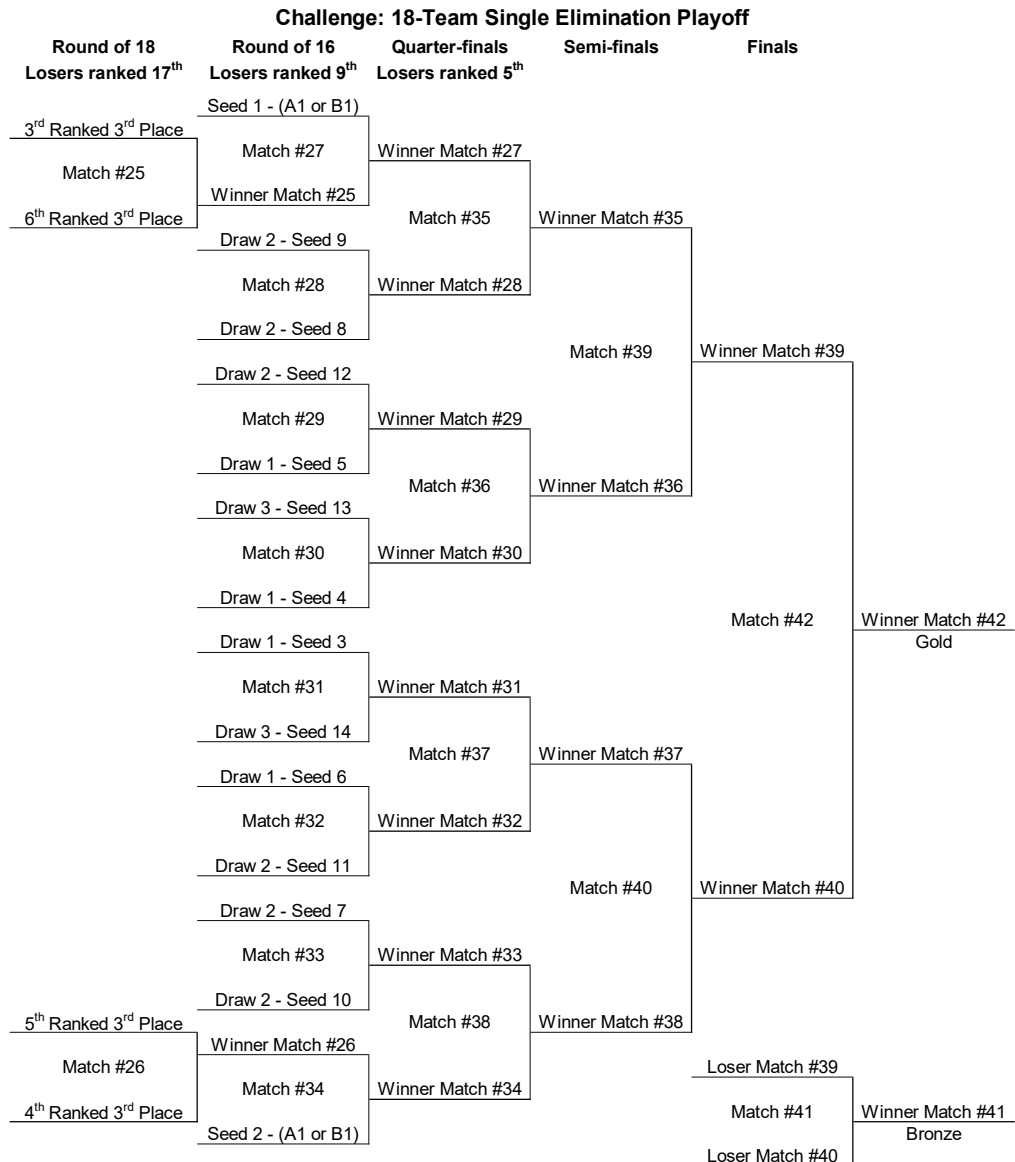 Challenge: 18-Team Single Elimination Playoff
Round of 18
Losers ranked 17th
Round of 16
Losers ranked 9th
Quarter-finals
Losers ranked 5th
Semi-finals
Finals
3rd Ranked 3rd Place
Match #25
6th Ranked 3rd Place
5th Ranked 3rd Place
Match #26
4th Ranked 3rd Place
Seed 1 - (A1 or B1)
Match #27
Winner Match #25
Draw 2 - Seed 9
Match #28
Draw 2 - Seed 8
Draw 2 - Seed 12
Match #29
Draw 1 - Seed 5
Draw 3 - Seed 13
Match #30
Draw 1 - Seed 4
Draw 1 - Seed 3
Match #31
Draw 3 - Seed 14
Draw 1 - Seed 6
Match #32
Draw 2 - Seed 11
Draw 2 - Seed 7
Match #33
Draw 2 - Seed 10
Winner Match #26
Match #34
Seed 2 - (A1 or B1)
Winner Match #27
Match #35
Winner Match #28
Winner Match #29
Match #36
Winner Match #30
Winner Match #31
Match #37
Winner Match #32
Winner Match #33
Match #38
Winner Match #34
Winner Match #35
Match #39
Winner Match #36
Winner Match #37
Match #40
Winner Match #38
Winner Match #39
Match #42
Winner Match #40
Loser Match #39
Match #41
Loser Match #40
Winner Match #42
Gold
Winner Match #41
Bronze